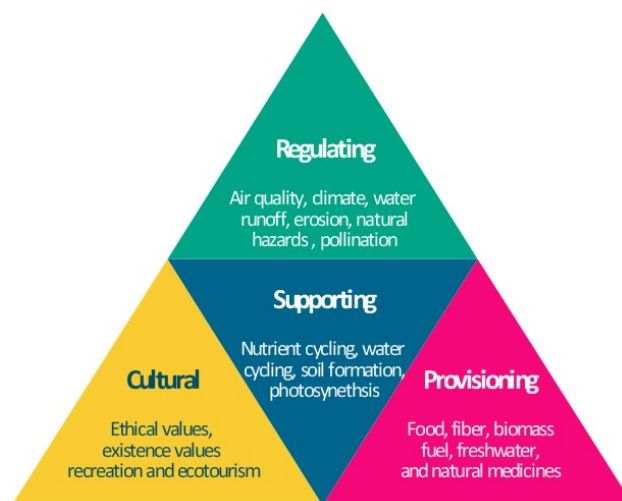 Regulating
Air quality, climate, water
runoff, erosion, natural
hazards , pollination
Supporting
Nutrient cycling, water
cycling, soil formation,
photosynethsis
Cultural
Ethical values,
existence values
recreation and ecotourism
Provisioning
Food, fiber, biomass
fuel, freshwater,
and natural medicines